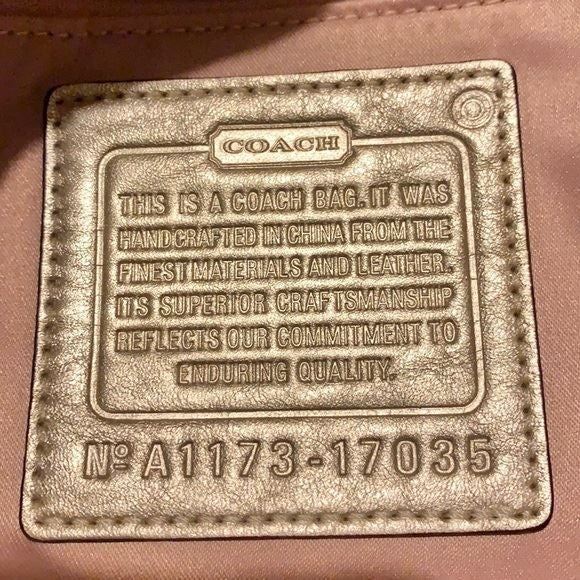 COACH
THIS IS A COACH BAG. IT WAS
HANDCRAFTED IN CHINA FROM THE
FINEST MATERIALS AND LEATHER.
ITS SUPERIOR CRAFTSMANSHIP
REFLECTS OUR COMMITMENT TO
ENDURING QUALITY.
Nº A1173-17035